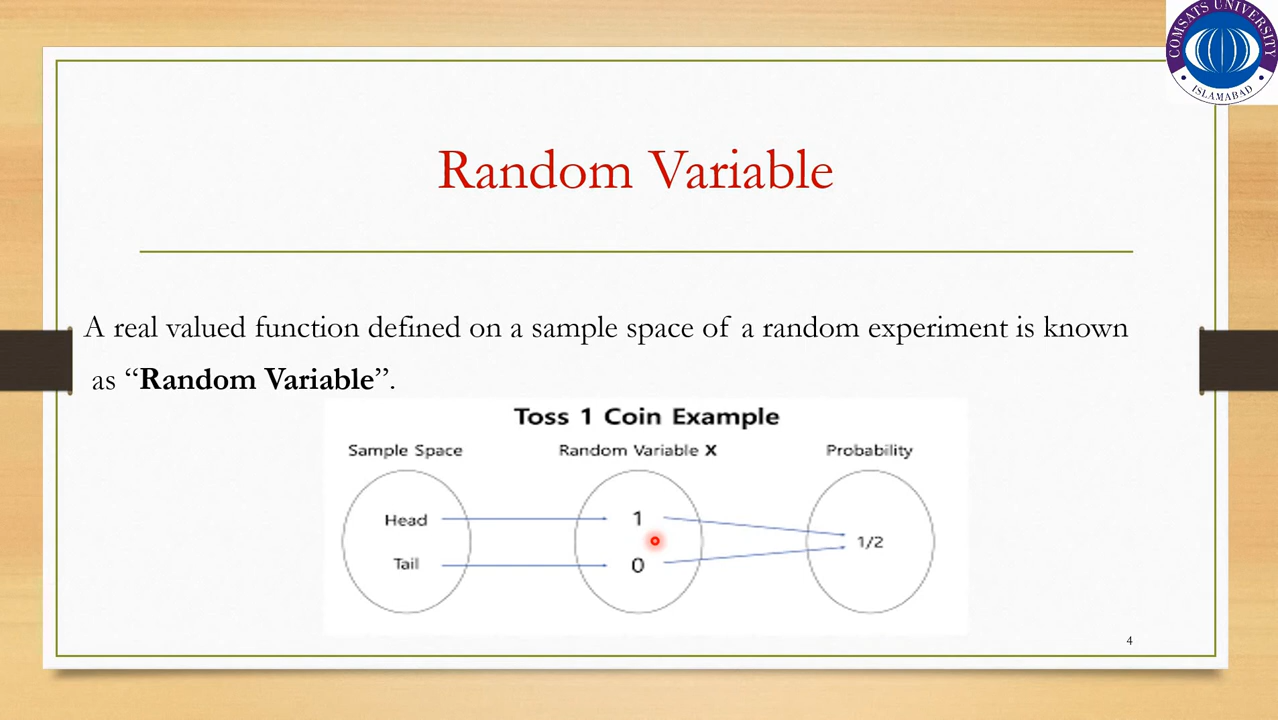 COMSATS UNIVERSITY
ISLAMABAD
Random Variable
A real valued function defined on a sample space of a random experiment is known
as “Random Variable”.
Toss 1 Coin Example
Sample Space Random Variable X Probability
Head 1
1/2
Tail 0
4